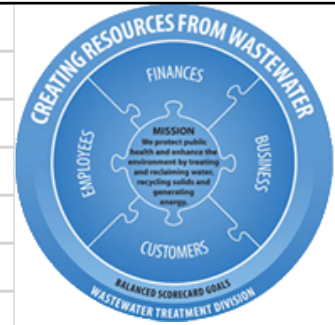 CREATING RESOURCES FROM WASTEWATER
FINANCES
EMPLOYEES
MISSION
We protect public
health and enhance the
environment by treating
and reclaiming water,
recycling solids and
generating
energy.
BUSINESS
CUSTOMERS
BALANCED SCORECARD GOALS
WASTEWATER TREATMENT DIVISION